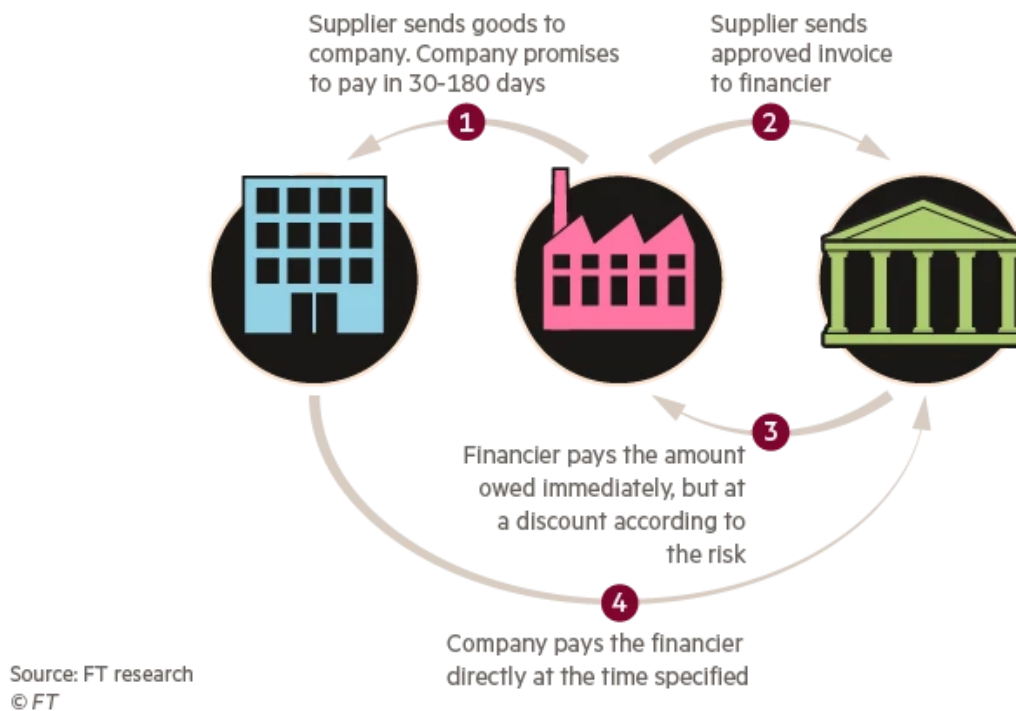 Supplier sends goods to
company. Company promises
to pay in 30-180 days
1
Supplier sends
approved invoice
to financier
2
3
Financier pays the amount
owed immediately, but at
a discount according to
the risk
4
Company pays the financier
directly at the time specified
Source: FT research
© FT